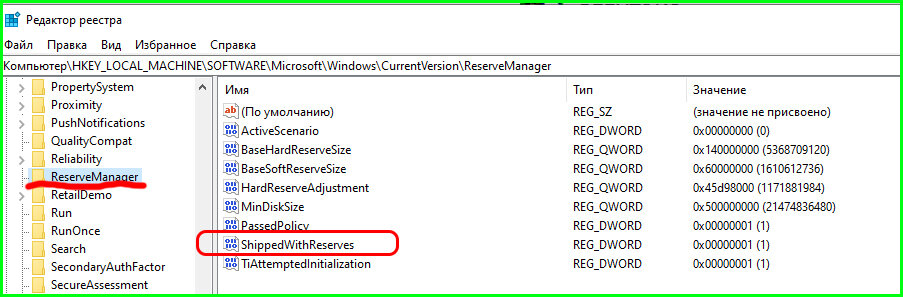 Редактор реестра
Файл Правка Вид Избранное Справка
Компьютер\HKEY_LOCAL_MACHINE\SOFTWARE\Microsoft\Windows\CurrentVersion\ReserveManager
PropertySystem
Proximity
PushNotifications
QualityCompat
Reliability
ReserveManager
RetailDemo
Run
RunOnce
Search
SecondaryAuthFactor
SecureAssessment
Имя Тип Значение
(По умолчанию) REG_SZ (значение не присвоено)
ActiveScenario REG_DWORD 0x00000000 (0)
BaseHardReserveSize REG_QWORD 0x140000000 (5368709120)
BaseSoftReserveSize REG_QWORD 0x60000000 (1610612736)
HardReserveAdjustment REG_QWORD 0x45d98000 (1171881984)
MinDiskSize REG_QWORD 0x500000000 (21474836480)
PassedPolicy REG_DWORD 0x00000001 (1)
ShippedWithReserves REG_DWORD 0x00000001 (1)
TiAttemptedInitialization REG_DWORD 0x00000001 (1)